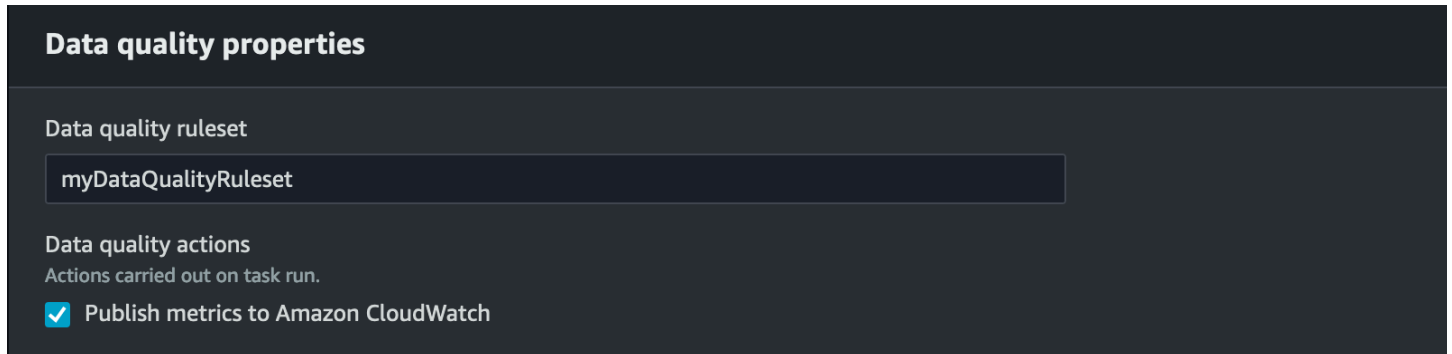 Data quality properties
Data quality ruleset
myDataQualityRuleset
Data quality actions
Actions carried out on task run.
Publish metrics to Amazon CloudWatch